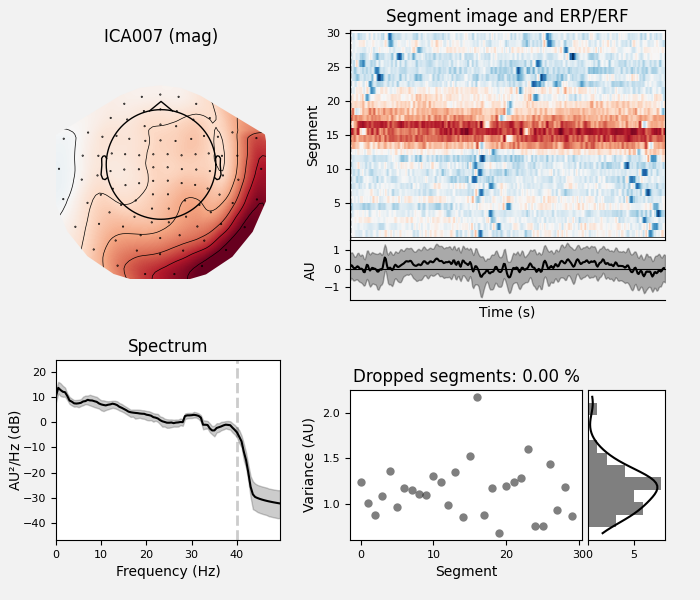 ICA007 (mag)
Segment image and ERP/ERF
Segment
30
25
20
15
10
5
AU
1
0
−1
Time (s)
Spectrum
AU²/Hz (dB)
20
10
0
−10
−20
−30
−40
0 10 20 30 40
Frequency (Hz)
Dropped segments: 0.00 %
Variance (AU)
2.0
1.5
1.0
0 10 20 30
Segment
0 5